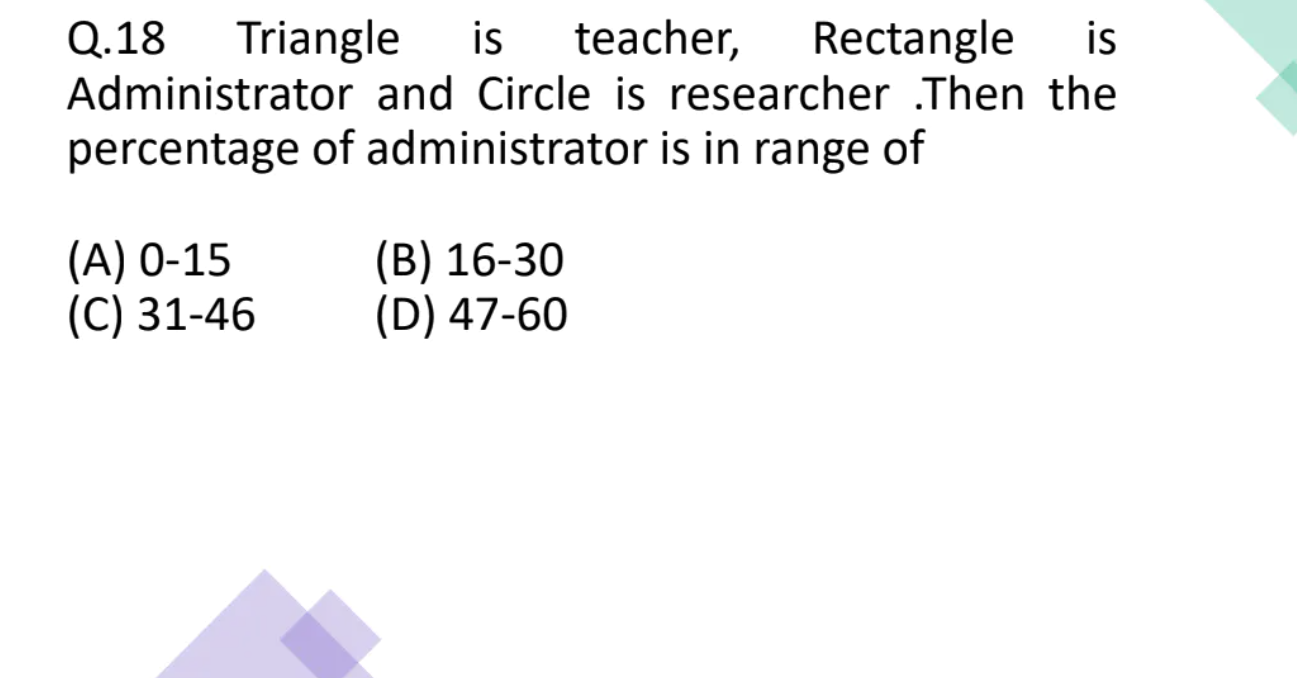 Q.18 Triangle is teacher, Rectangle is
Administrator and Circle is researcher .Then the
percentage of administrator is in range of
(A) 0-15 (B) 16-30
(C) 31-46 (D) 47-60